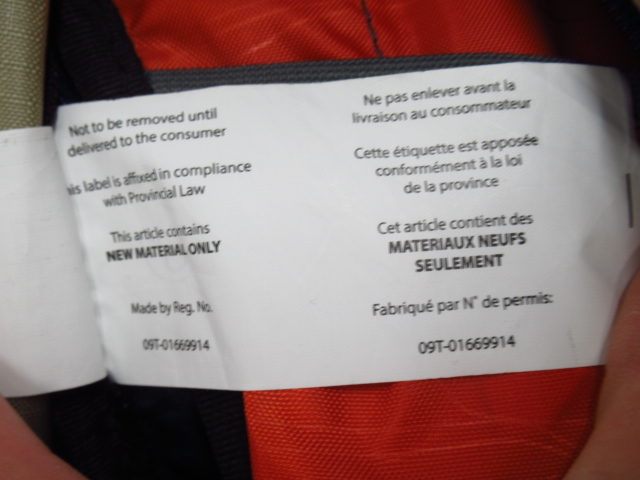 Not to be removed until
delivered to the consumer
his label is affixed in compliance
with Provincial Law
This article contains
NEW MATERIAL ONLY
Made by Reg. No.
09T-01669914
Ne pas enlever avant la
livraison au consommateur
Cette étiquette est apposée
conformément à la loi
de la province
Cet article contient des
MATERIAUX NEUFS
SEULEMENT
Fabriqué par N° de permis:
09T-01669914